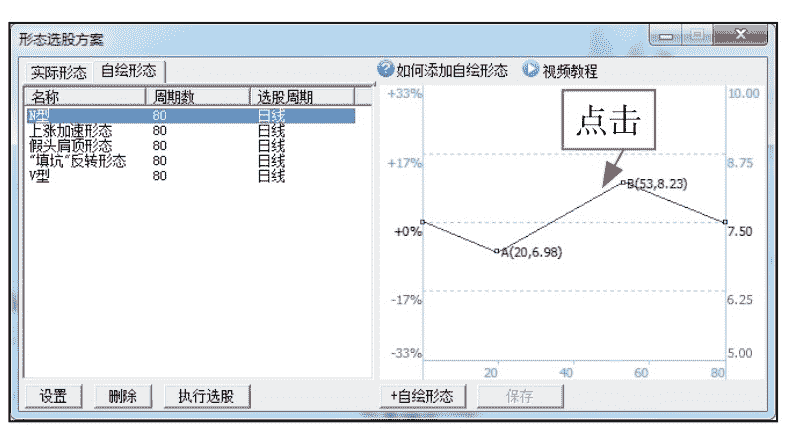 形态选股方案
实际形态 自绘形态
如何添加自绘形态 视频教程
名称 周期数 选股周期
N型 80 日线
上涨加速形态 80 日线
假头肩顶形态 80 日线
"填坑"反转形态 80 日线
V型 80 日线
+33% 10.00
点击
+17% 8.75
B(53,8.23)
+0% 7.50
A(20,6.98)
-17% 6.25
-33% 5.00
20 40 60 80
设置 删除 执行选股 +自绘形态 保存